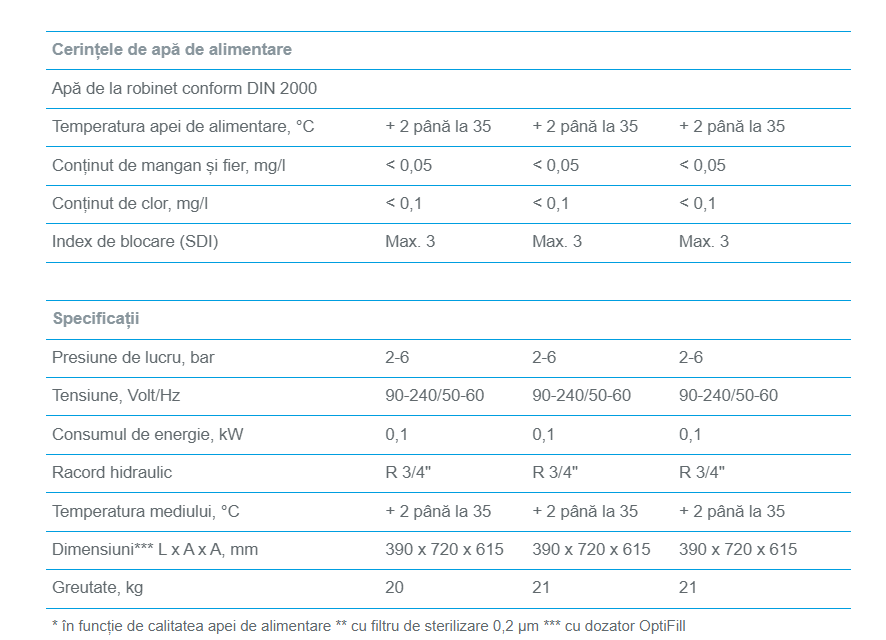 Cerințele de apă de alimentare
Apă de la robinet conform DIN 2000
Temperatura apei de alimentare, °C + 2 până la 35 + 2 până la 35 + 2 până la 35
Conținut de mangan și fier, mg/l < 0,05 < 0,05 < 0,05
Conținut de clor, mg/l < 0,1 < 0,1 < 0,1
Index de blocare (SDI) Max. 3 Max. 3 Max. 3
Specificații
Presiune de lucru, bar 2-6 2-6 2-6
Tensiune, Volt/Hz 90-240/50-60 90-240/50-60 90-240/50-60
Consumul de energie, kW 0,1 0,1 0,1
Racord hidraulic R 3/4" R 3/4" R 3/4"
Temperatura mediului, °C + 2 până la 35 + 2 până la 35 + 2 până la 35
Dimensiuni*** L x A x A, mm 390 x 720 x 615 390 x 720 x 615 390 x 720 x 615
Greutate, kg 20 21 21
* în funcție de calitatea apei de alimentare ** cu filtru de sterilizare 0,2 µm *** cu dozator OptiFill